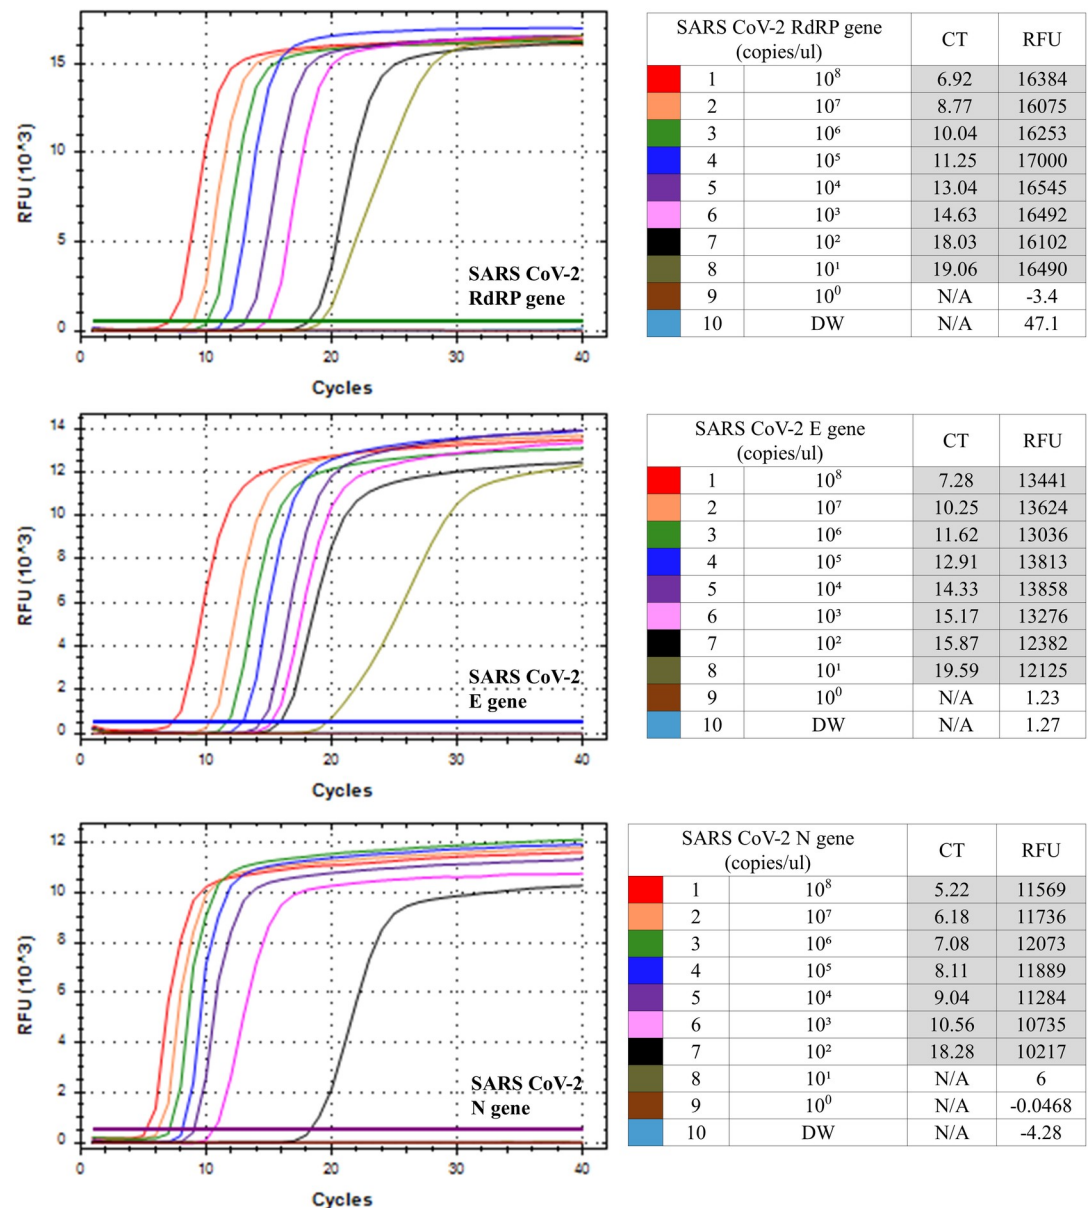 RFU (10^3)
15
10
5
0
0 10 20 30 40
Cycles
SARS CoV-2
RdRP gene
SARS CoV-2 RdRP gene
(copies/ul) CT RFU
1 10⁸ 6.92 16384
2 10⁷ 8.77 16075
3 10⁶ 10.04 16253
4 10⁵ 11.25 17000
5 10⁴ 13.04 16545
6 10³ 14.63 16492
7 10² 18.03 16102
8 10¹ 19.06 16490
9 10⁰ N/A -3.4
10 DW N/A 47.1
RFU (10^3)
14
12
10
8
6
4
2
0
0 10 20 30 40
Cycles
SARS CoV-2
E gene
SARS CoV-2 E gene
(copies/ul) CT RFU
1 10⁸ 7.28 13441
2 10⁷ 10.25 13624
3 10⁶ 11.62 13036
4 10⁵ 12.91 13813
5 10⁴ 14.33 13858
6 10³ 15.17 13276
7 10² 15.87 12382
8 10¹ 19.59 12125
9 10⁰ N/A 1.23
10 DW N/A 1.27
RFU (10^3)
12
10
8
6
4
2
0
0 10 20 30 40
Cycles
SARS CoV-2
N gene
SARS CoV-2 N gene
(copies/ul) CT RFU
1 10⁸ 5.22 11569
2 10⁷ 6.18 11736
3 10⁶ 7.08 12073
4 10⁵ 8.11 11889
5 10⁴ 9.04 11284
6 10³ 10.56 10735
7 10² 18.28 10217
8 10¹ N/A 6
9 10⁰ N/A -0.0468
10 DW N/A -4.28